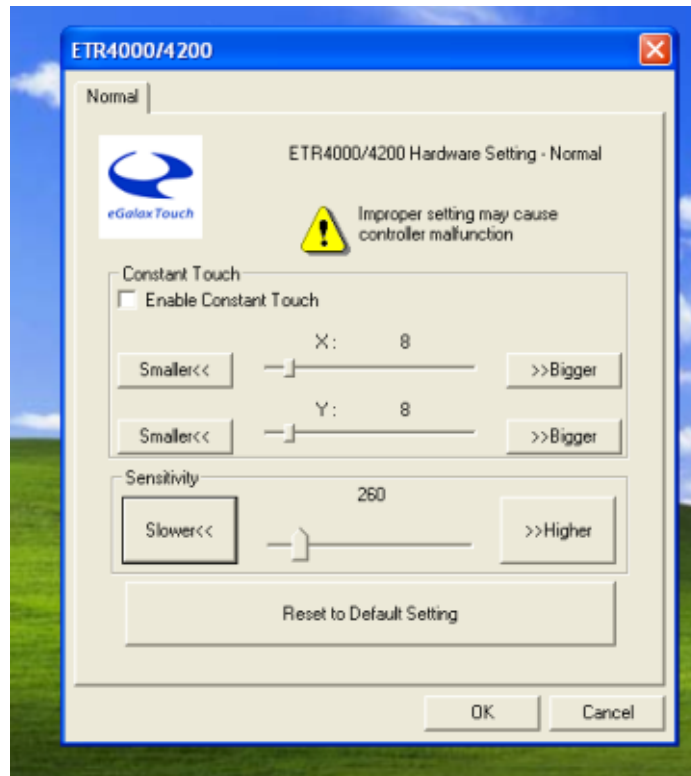 ETR4000/4200
Normal
ETR4000/4200 Hardware Setting - Normal
eGalaxTouch
Improper setting may cause
controller malfunction
Constant Touch
Enable Constant Touch
X: 8
Smaller<< >>Bigger
Y: 8
Smaller<< >>Bigger
Sensitivity
260
Slower<< >>Higher
Reset to Default Setting
OK Cancel